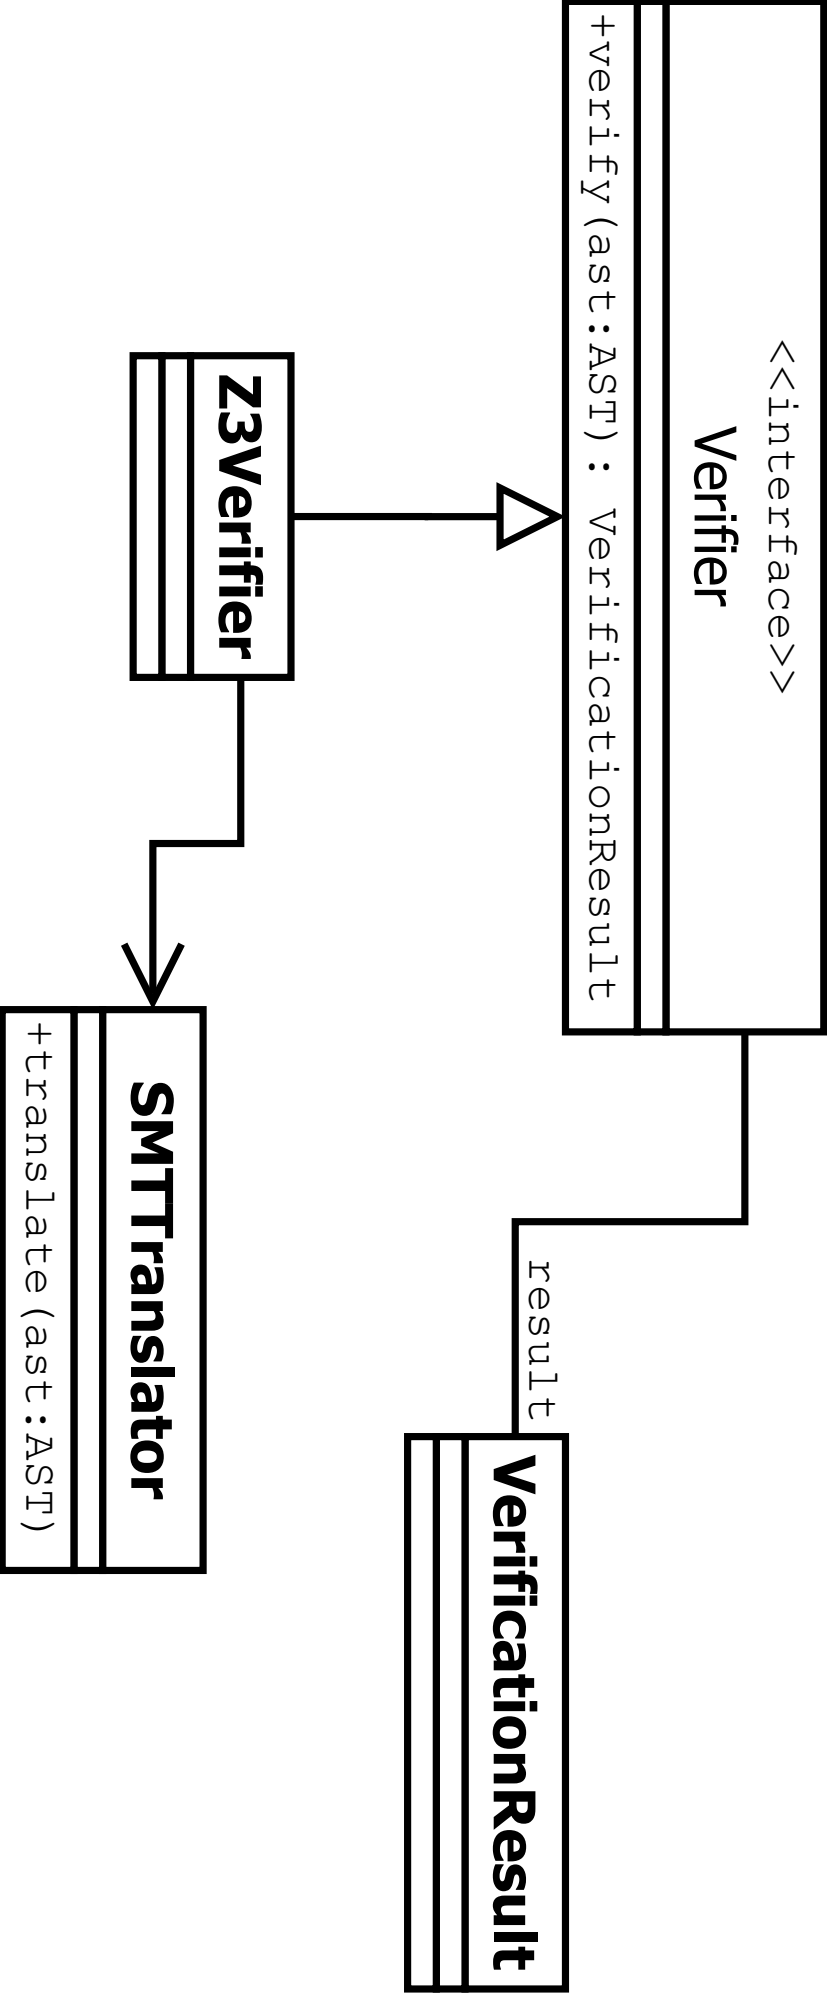 <<interface>>
Verifier
+verify(ast:AST): VerificationResult
result
VerificationResult
Z3Verifier
SMTTranslator
+translate(ast:AST)